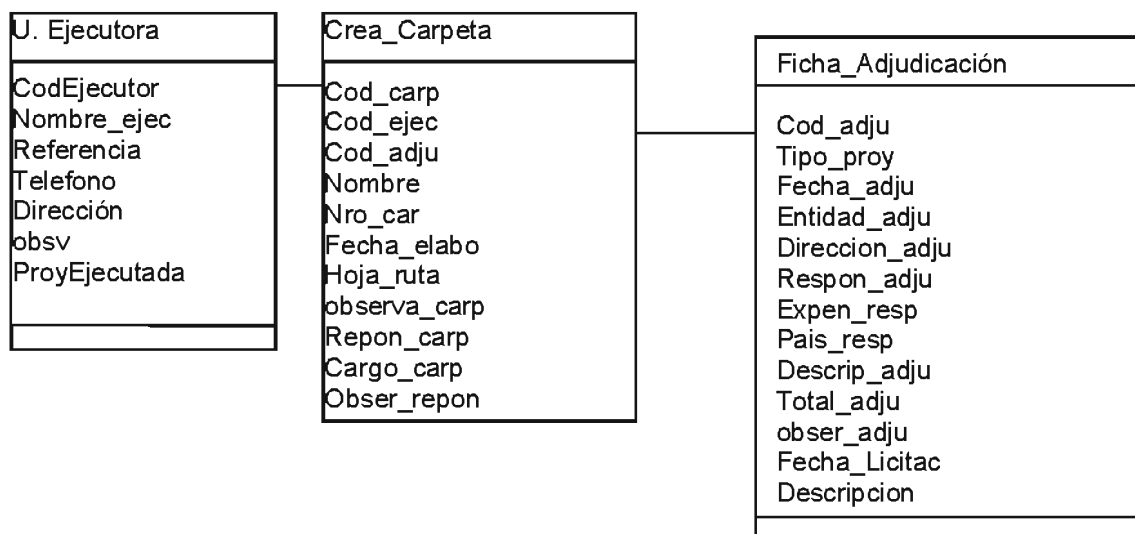 U. Ejecutora
CodEjecutor
Nombre_ejec
Referencia
Telefono
Dirección
obsv
ProyEjecutada
Crea_Carpeta
Cod_carp
Cod_ejec
Cod_adju
Nombre
Nro_car
Fecha_elabo
Hoja_ruta
observa_carp
Repon_carp
Cargo_carp
Obser_repon
Ficha_Adjudicación
Cod_adju
Tipo_proy
Fecha_adju
Entidad_adju
Direccion_adju
Respon_adju
Expen_resp
Pais_resp
Descrip_adju
Total_adju
obser_adju
Fecha_Licitac
Descripcion